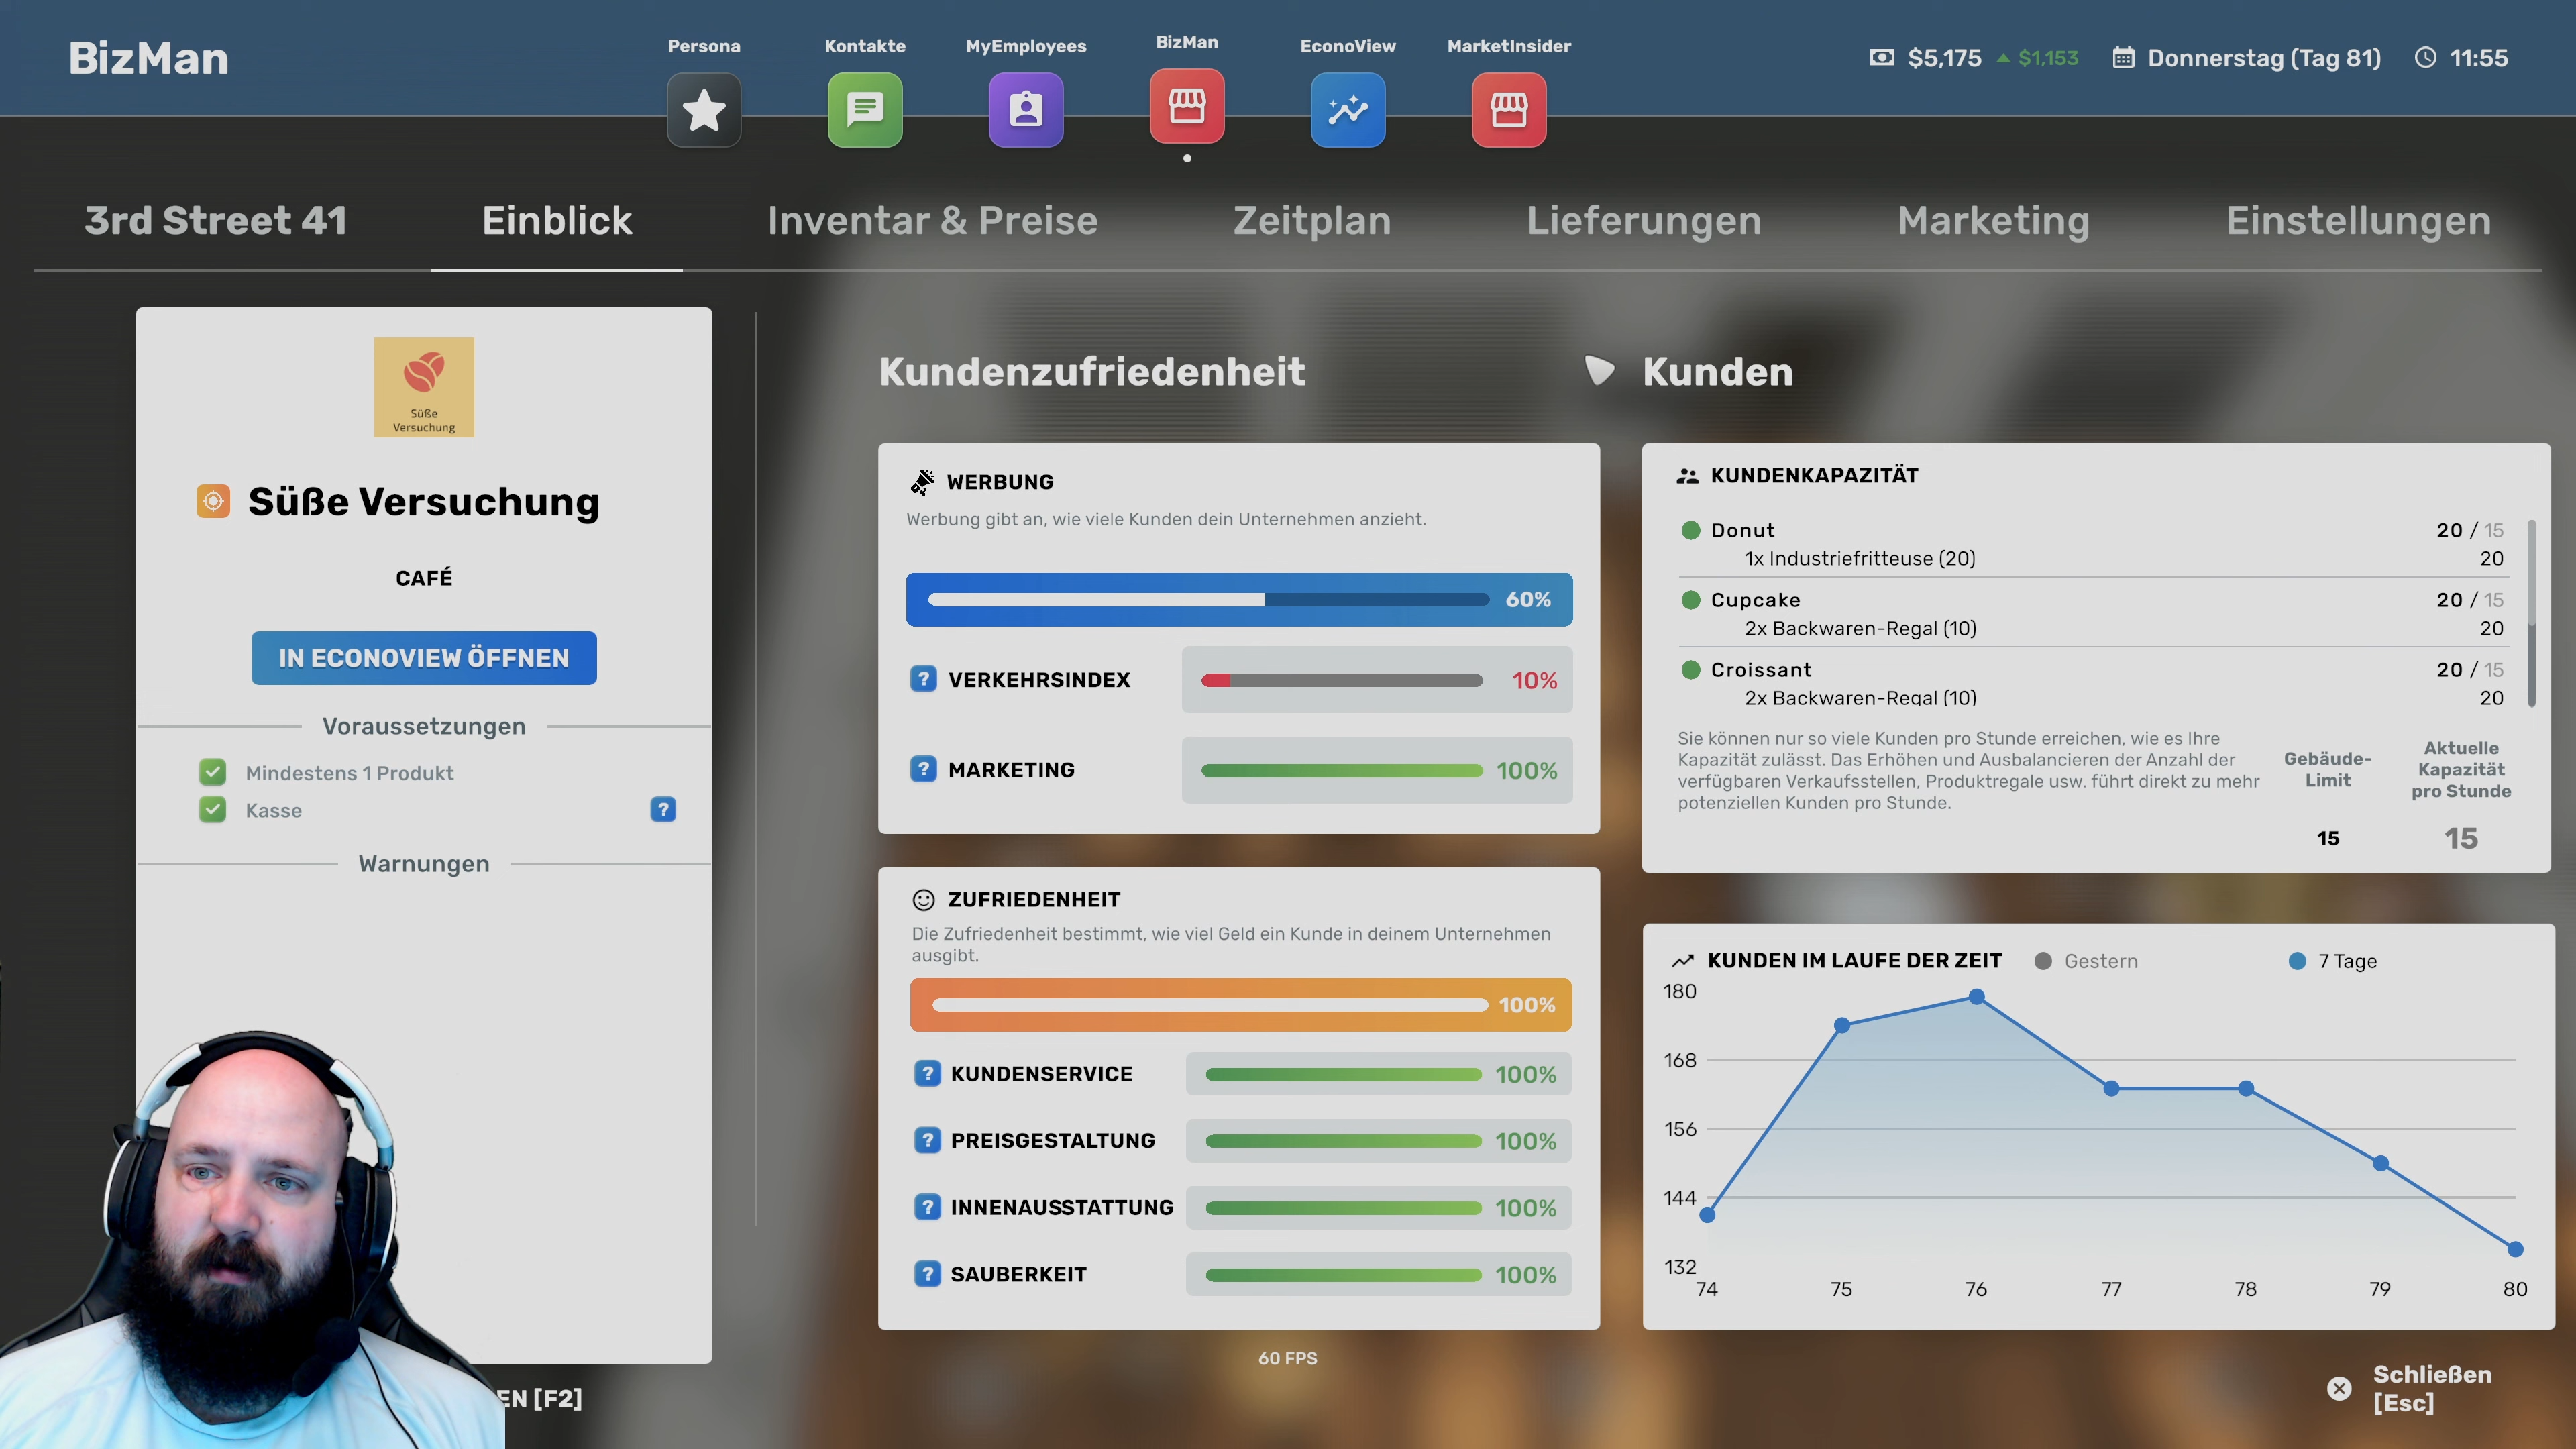 BizMan
Persona
Kontakte
MyEmployees
BizMan
EconoView
MarketInsider
$5,175
$1,153
Donnerstag (Tag 81)
11:55
3rd Street 41
Einblick
Inventar & Preise
Zeitplan
Lieferungen
Marketing
Einstellungen
Süße
Versuchung
Süße Versuchung
CAFÉ
IN ECONOVIEW ÖFFNEN
Voraussetzungen
Mindestens 1 Produkt
Kasse
?
Warnungen
EN [F2]
Kundenzufriedenheit
WERBUNG
Werbung gibt an, wie viele Kunden dein Unternehmen anzieht.
60%
? VERKEHRSINDEX 10%
? MARKETING 100%
ZUFRIEDENHEIT
Die Zufriedenheit bestimmt, wie viel Geld ein Kunde in deinem Unternehmen
ausgibt.
100%
? KUNDENSERVICE 100%
? PREISGESTALTUNG 100%
? INNENAUSSTATTUNG 100%
? SAUBERKEIT 100%
60 FPS
Kunden
KUNDENKAPAZITÄT
Donut 20 / 15
1x Industriefritteuse (20) 20
Cupcake 20 / 15
2x Backwaren-Regal (10) 20
Croissant 20 / 15
2x Backwaren-Regal (10) 20
Sie können nur so viele Kunden pro Stunde erreichen, wie es Ihre
Kapazität zulässt. Das Erhöhen und Ausbalancieren der Anzahl der
verfügbaren Verkaufsstellen, Produktregale usw. führt direkt zu mehr
potenziellen Kunden pro Stunde.
Gebäude-
Limit
15
Aktuelle
Kapazität
pro Stunde
15
KUNDEN IM LAUFE DER ZEIT
Gestern
7 Tage
180
168
156
144
132
74 75 76 77 78 79 80
Schließen
[Esc]